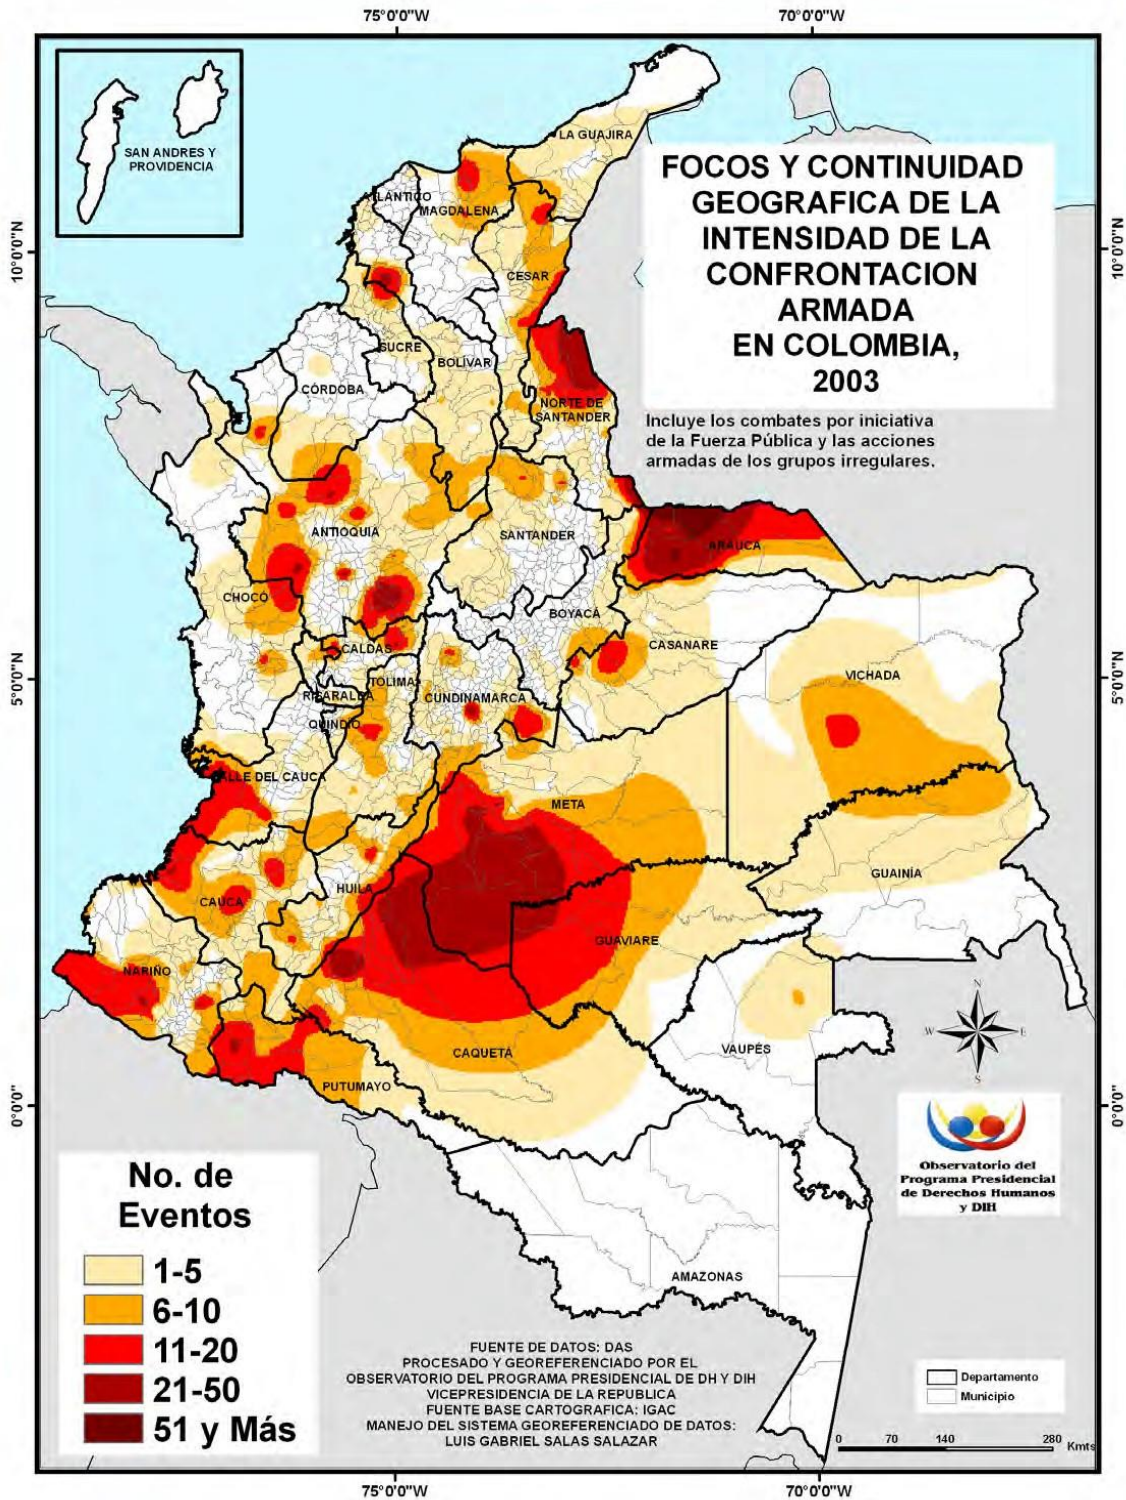 75°0'0"W
70°0'0"W
SAN ANDRES Y
PROVIDENCIA
FOCOS Y CONTINUIDAD
GEOGRAFICA DE LA
INTENSIDAD DE LA
CONFRONTACION
ARMADA
EN COLOMBIA,
2003
Incluye los combates por iniciativa
de la Fuerza Pública y las acciones
armadas de los grupos irregulares.
10°0'0"N
10°0'0"N
LA GUAJIRA
ATLÁNTICO
MAGDALENA
CESAR
SUCRE
BOLÍVAR
CÓRDOBA
NORTE DE
SANTANDER
ANTIOQUIA
SANTANDER
ARAUCA
CHOCÓ
BOYACÁ
CALDAS
CASANARE
5°0'0"N
5°0'0"N
RISARALDA
TOLIMA
CUNDINAMARCA
VICHADA
QUINDIO
VALLE DEL CAUCA
META
CAUCA
HUILA
GUAINÍA
GUAVIARE
NARIÑO
CAQUETÁ
VAUPÉS
PUTUMAYO
AMAZONAS
N
W
E
S
0°0'0"
0°0'0"N
Observatorio del
Programa Presidencial
de Derechos Humanos
y DIH
No. de
Eventos
1-5
6-10
11-20
21-50
51 y Más
FUENTE DE DATOS: DAS
PROCESADO Y GEOREFERENCIADO POR EL
OBSERVATORIO DEL PROGRAMA PRESIDENCIAL DE DH Y DIH
VICEPRESIDENCIA DE LA REPUBLICA
FUENTE BASE CARTOGRAFICA: IGAC
MANEJO DEL SISTEMA GEOREFERENCIADO DE DATOS:
LUIS GABRIEL SALAS SALAZAR
Departamento
Municipio
0 70 140 280
Kmts
75°0'0"W
70°0'0"W